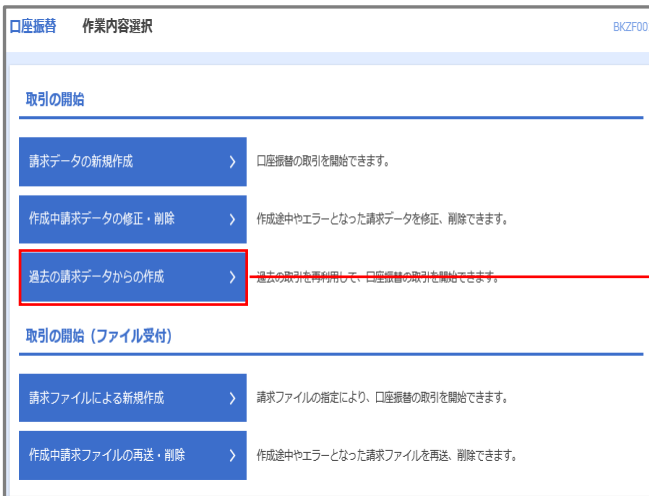 口座振替 作業内容選択 BKZF00
取引の開始
請求データの新規作成 口座振替の取引を開始できます。
作成中請求データの修正・削除 作成途中やエラーとなった請求データを修正、削除できます。
過去の請求データからの作成 過去の取引を再利用して、口座振替の取引を開始できます。
取引の開始（ファイル受付）
請求ファイルによる新規作成 請求ファイルの指定により、口座振替の取引を開始できます。
作成中請求ファイルの再送・削除 作成途中やエラーとなった請求ファイルを再送、削除できます。